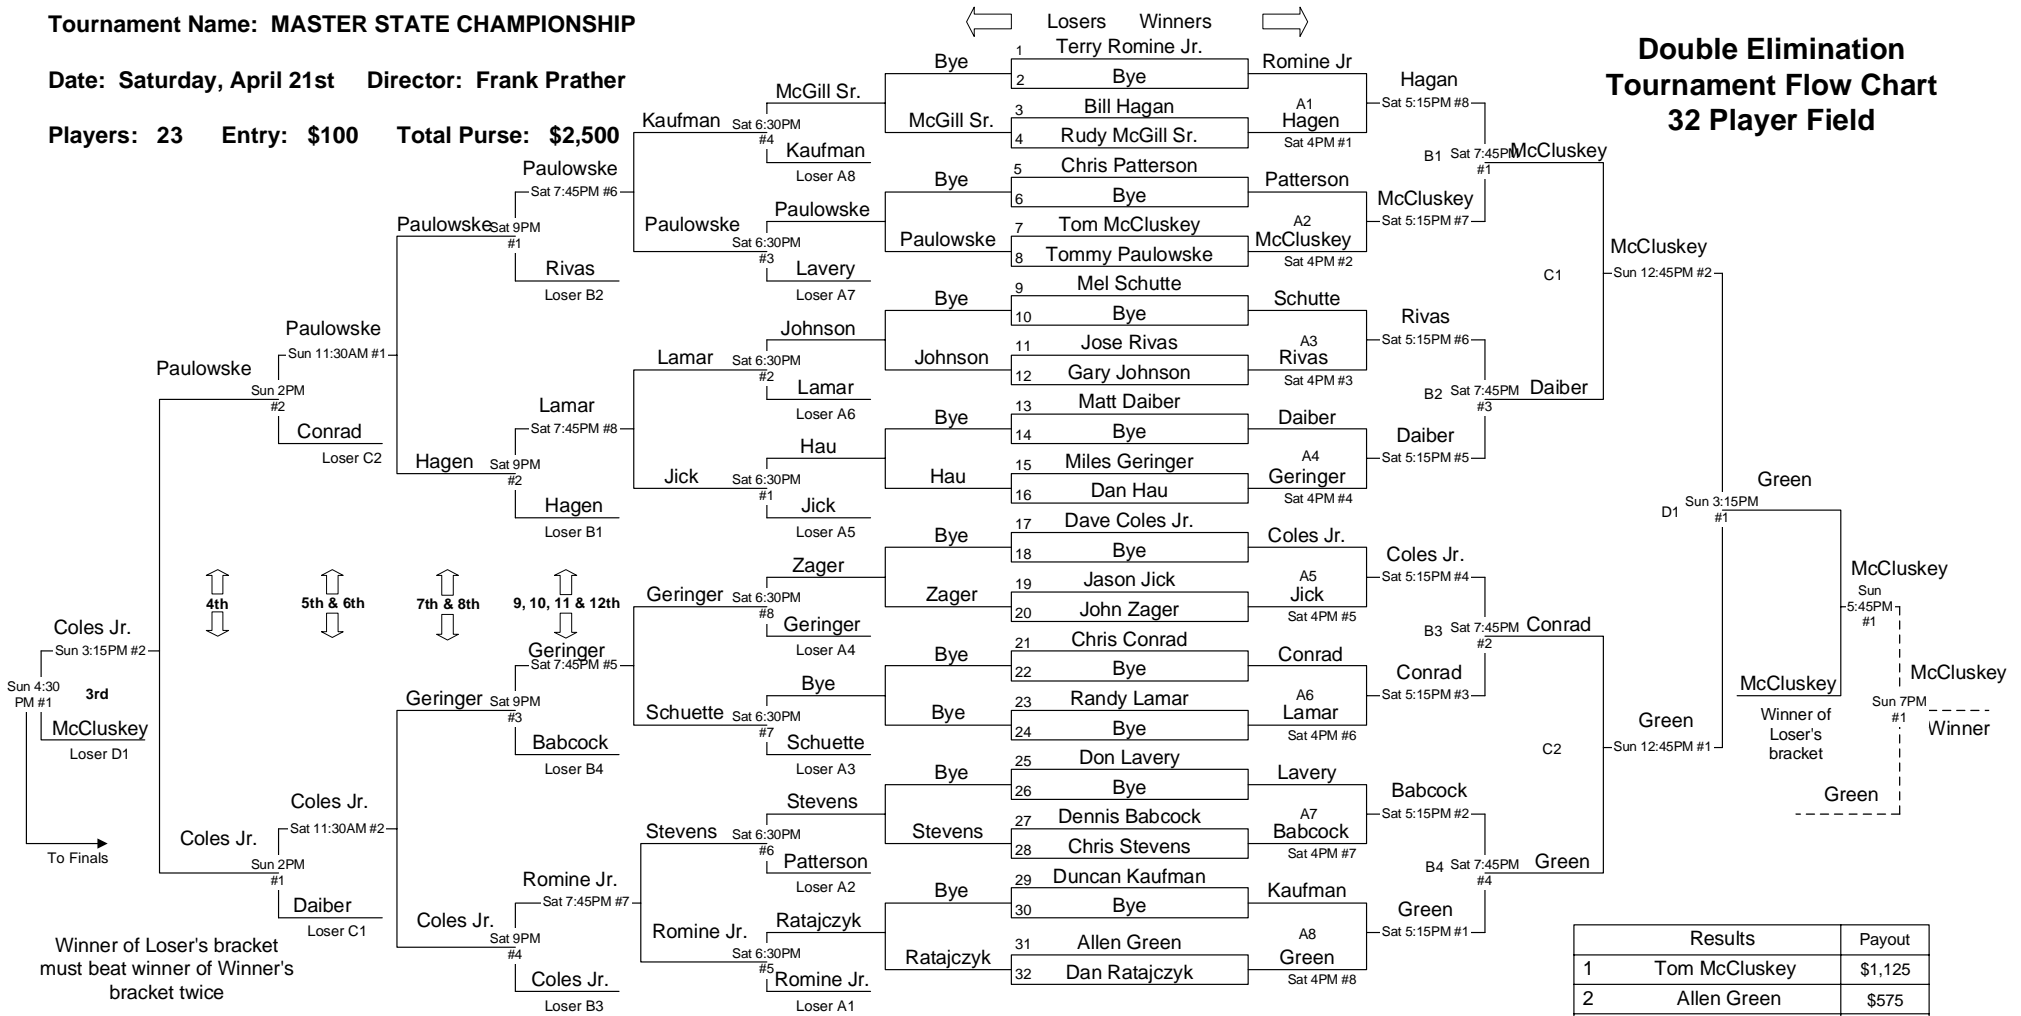 Tournament Name: MASTER STATE CHAMPIONSHIP
Date: Saturday, April 21st Director: Frank Prather
Players: 23 Entry: $100 Total Purse: $2,500
Losers Winners
Double Elimination
Tournament Flow Chart
32 Player Field
1 Terry Romine Jr.
2 Bye
3 Bill Hagan
4 Rudy McGill Sr.
5 Chris Patterson
6 Bye
7 Tom McCluskey
8 Tommy Paulowske
9 Mel Schutte
10 Bye
11 Jose Rivas
12 Gary Johnson
13 Matt Daiber
14 Bye
15 Miles Geringer
16 Dan Hau
17 Dave Coles Jr.
18 Bye
19 Jason Jick
20 John Zager
21 Chris Conrad
22 Bye
23 Randy Lamar
24 Bye
25 Don Lavery
26 Bye
27 Dennis Babcock
28 Chris Stevens
29 Duncan Kaufman
30 Bye
31 Allen Green
32 Dan Ratajczyk
Romine Jr
A1
Hagen
Sat 4PM #1
Patterson
A2
McCluskey
Sat 4PM #2
Schutte
A3
Rivas
Sat 4PM #3
Daiber
A4
Geringer
Sat 4PM #4
Coles Jr.
A5
Jick
Sat 4PM #5
Conrad
A6
Lamar
Sat 4PM #6
Lavery
A7
Babcock
Sat 4PM #7
Kaufman
A8
Green
Sat 4PM #8
Hagan
Sat 5:15PM #8
McCluskey
Sat 5:15PM #7
Rivas
Sat 5:15PM #6
Daiber
Sat 5:15PM #5
Coles Jr.
Sat 5:15PM #4
Conrad
Sat 5:15PM #3
Babcock
Sat 5:15PM #2
Green
Sat 5:15PM #1
B1 Sat 7:45PM
#1
McCluskey
B2 Sat 7:45PM
#3
Daiber
B3 Sat 7:45PM
#2
Conrad
B4 Sat 7:45PM
#4
Green
McCluskey
C1
Sun 12:45PM #2
Green
C2
Sun 12:45PM #1
Green
D1
Sun 3:15PM
#1
McCluskey
Sun
5:45PM
#1
McCluskey
Winner of
Loser's
bracket
McCluskey
Sun 7PM
#1
Winner
Green
Bye
McGill Sr.
Bye
Paulowske
Bye
Johnson
Bye
Hau
Bye
Zager
Bye
Bye
Bye
Stevens
Bye
Ratajczyk
McGill Sr.
Sat 6:30PM
#4
Kaufman
Loser A8
Paulowske
Sat 6:30PM
#3
Lavery
Loser A7
Johnson
Sat 6:30PM
#2
Lamar
Loser A6
Hau
Sat 6:30PM
#1
Jick
Loser A5
Zager
Sat 6:30PM
#8
Geringer
Loser A4
Bye
Sat 6:30PM
#7
Schuette
Loser A3
Stevens
Sat 6:30PM
#6
Patterson
Loser A2
Ratajczyk
Sat 6:30PM
#5
Romine Jr.
Loser A1
Kaufman
Paulowske
Lamar
Jick
Geringer
Schuette
Stevens
Romine Jr.
Paulowske
Sat 7:45PM #6
Sat 9PM
#1
Rivas
Loser B2
Lamar
Sat 7:45PM #8
Sat 9PM
#2
Hagen
Loser B1
Geringer
Sat 7:45PM #5
Sat 9PM
#3
Babcock
Loser B4
Romine Jr.
Sat 7:45PM #7
Sat 9PM
#4
Coles Jr.
Loser B3
Paulowske
Hagen
Geringer
Coles Jr.
Paulowske
Sun 11:30AM #1
Sun 2PM
#2
Conrad
Loser C2
Coles Jr.
Sat 11:30AM #2
Sun 2PM
#1
Daiber
Loser C1
Paulowske
Coles Jr.
4th
5th & 6th
7th & 8th
9, 10, 11 & 12th
Coles Jr.
Sun 3:15PM #2
Sun 4:30
PM #1
3rd
McCluskey
Loser D1
To Finals
Winner of Loser's bracket
must beat winner of Winner's
bracket twice
Results Payout
1 Tom McCluskey $1,125
2 Allen Green $575